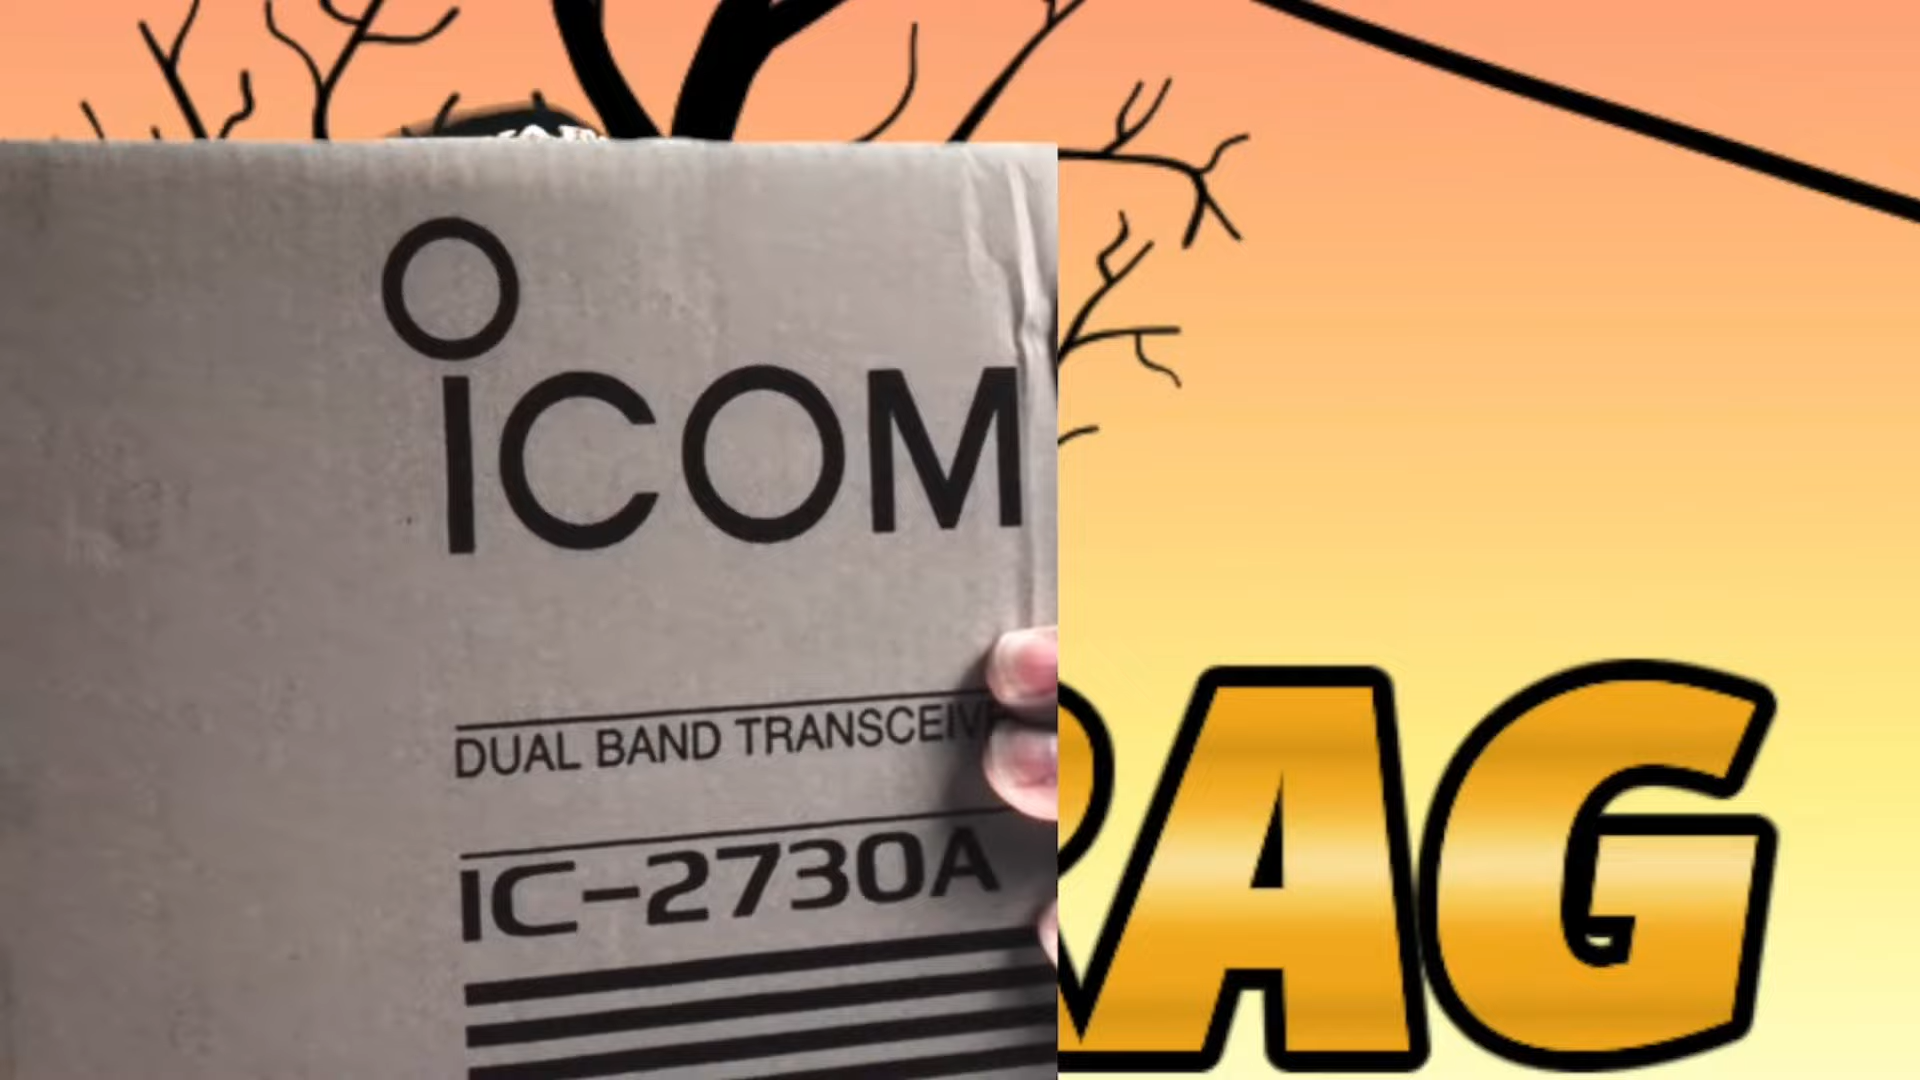 ICOM
DUAL BAND TRANSCEIV
IC-2730A
RAG